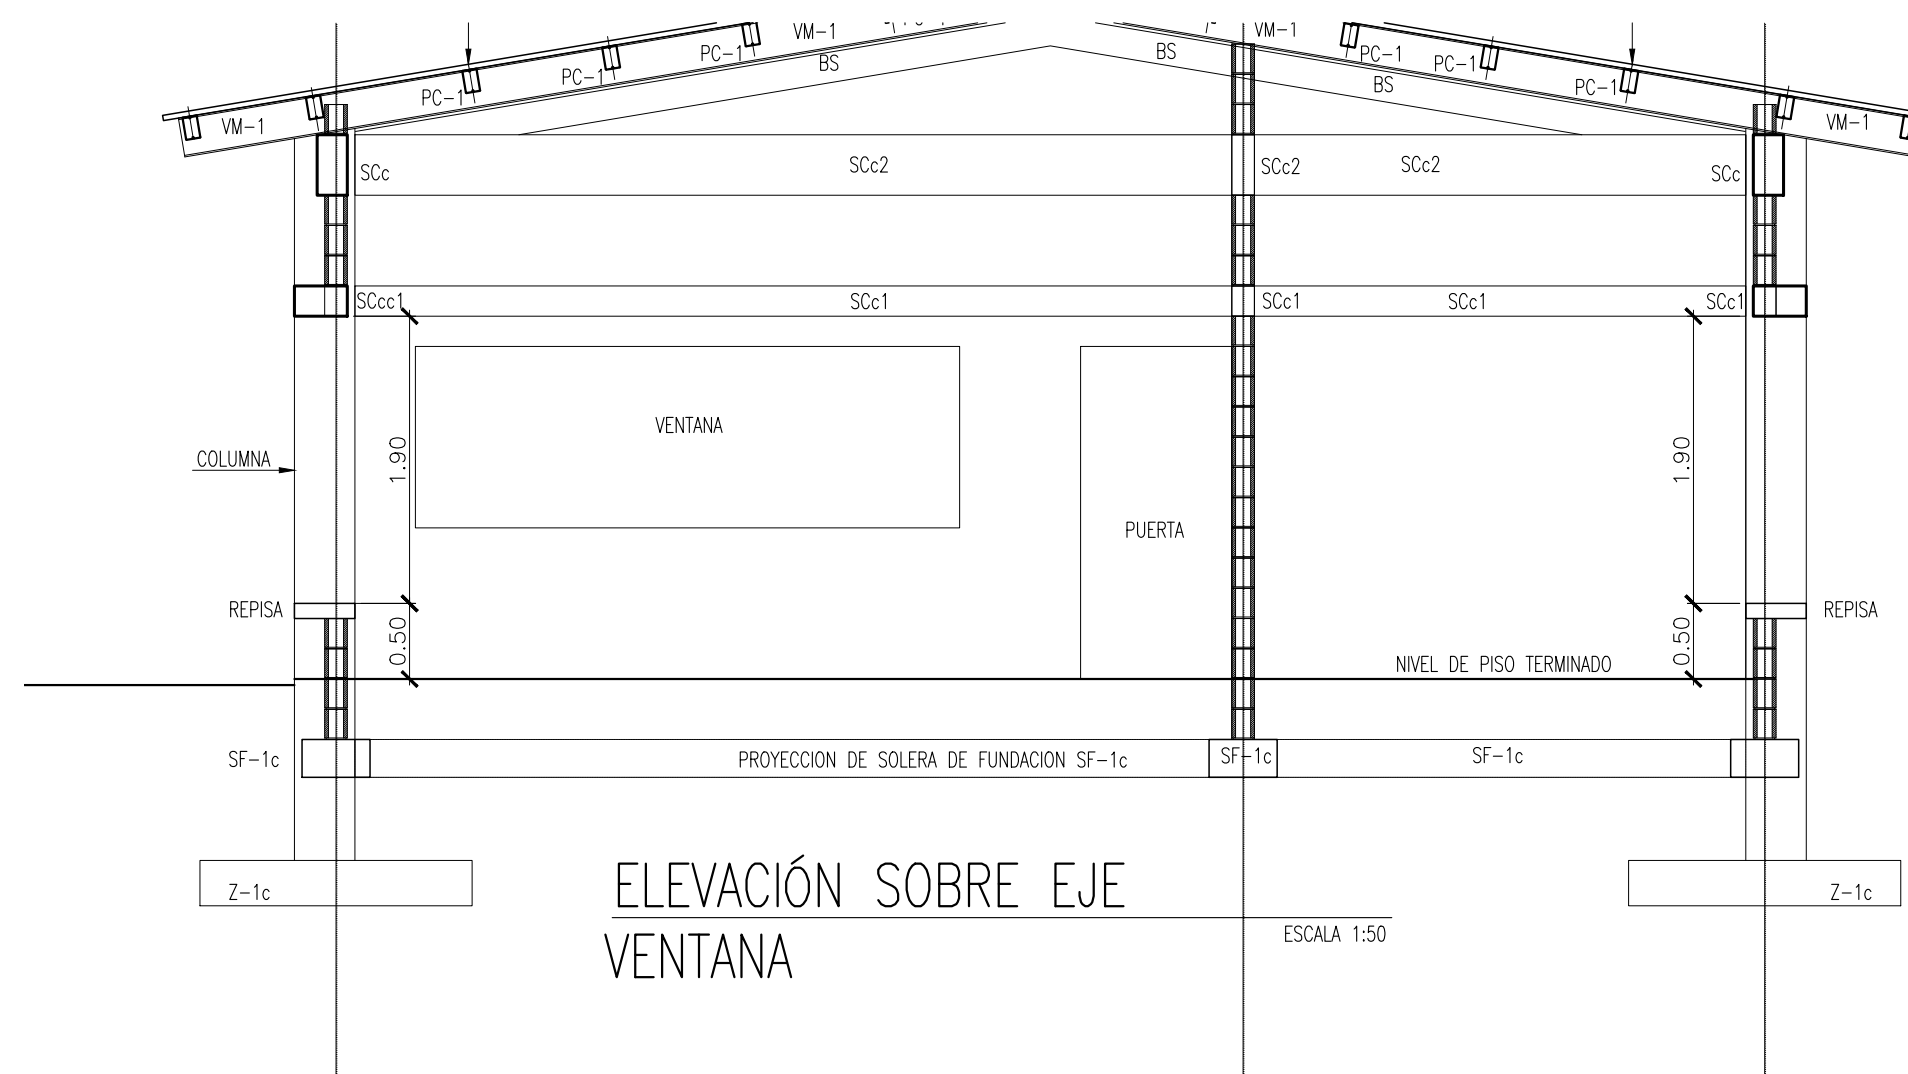 VM-1
VM-1
PC-1
BS
BS
PC-1
PC-1
PC-1
PC-1
BS
PC-1
PC-1
VM-1
VM-1
SCc
SCc2
SCc2
SCc2
SCc
SCcc1
SCc1
SCc1
SCc1
SCc1
VENTANA
COLUMNA
1.90
1.90
PUERTA
REPISA
REPISA
0.50
0.50
NIVEL DE PISO TERMINADO
SF-1c
PROYECCION DE SOLERA DE FUNDACION SF-1c
SF-1c
SF-1c
Z-1c
Z-1c
ELEVACIÓN SOBRE EJE
VENTANA
ESCALA 1:50